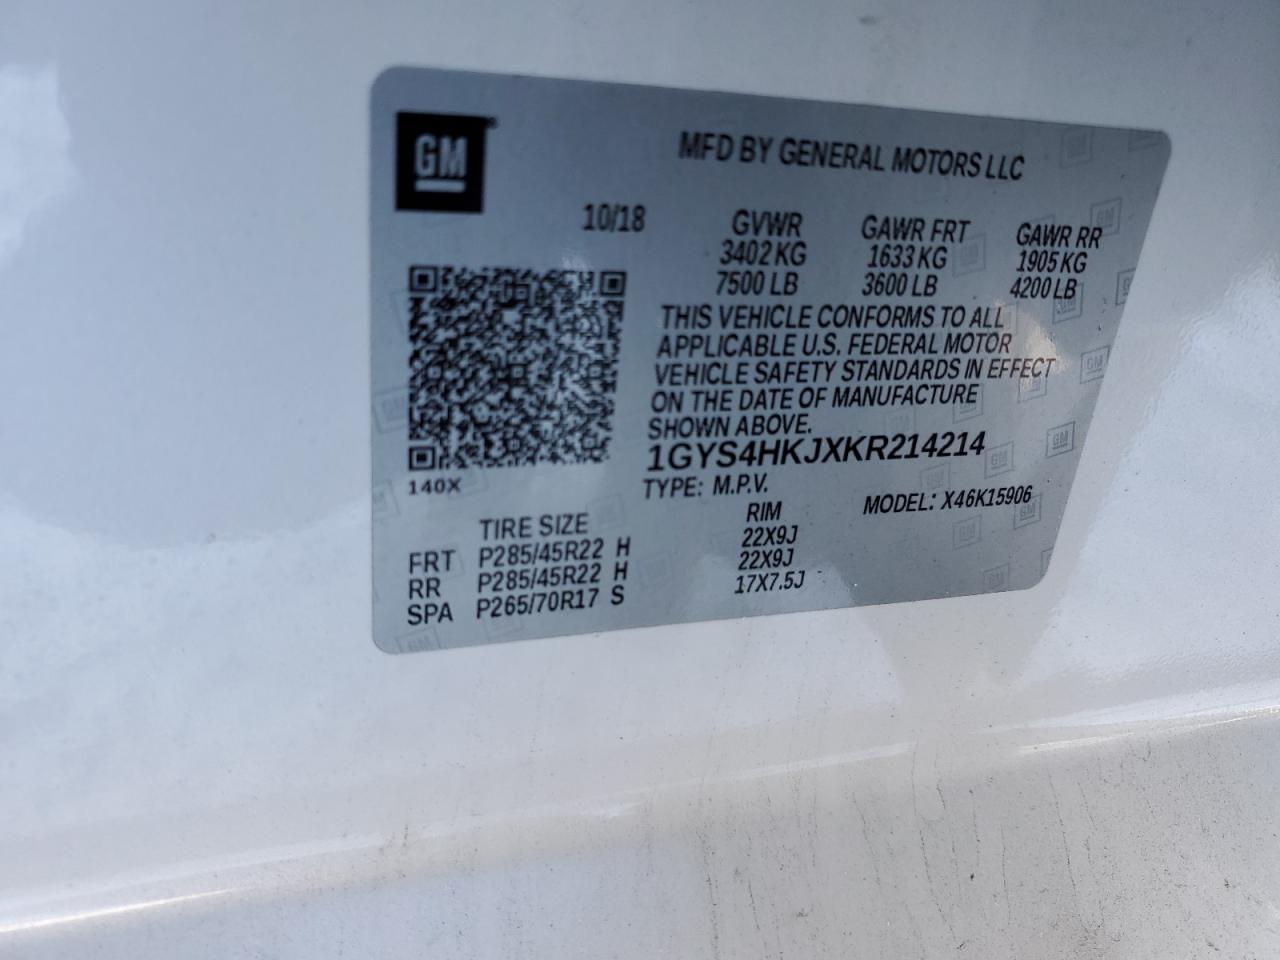 GM
MFD BY GENERAL MOTORS LLC
10/18 GVWR GAWR FRT GAWR RR
3402 KG 1633 KG 1905 KG
7500 LB 3600 LB 4200 LB
THIS VEHICLE CONFORMS TO ALL
APPLICABLE U.S. FEDERAL MOTOR
VEHICLE SAFETY STANDARDS IN EFFECT
ON THE DATE OF MANUFACTURE
SHOWN ABOVE.
1GYS4HKJXKR214214
140X
TYPE: M.P.V. MODEL: X46K15906
TIRE SIZE RIM
FRT P285/45R22 H 22X9J
RR P285/45R22 H 22X9J
SPA P265/70R17 S 17X7.5J